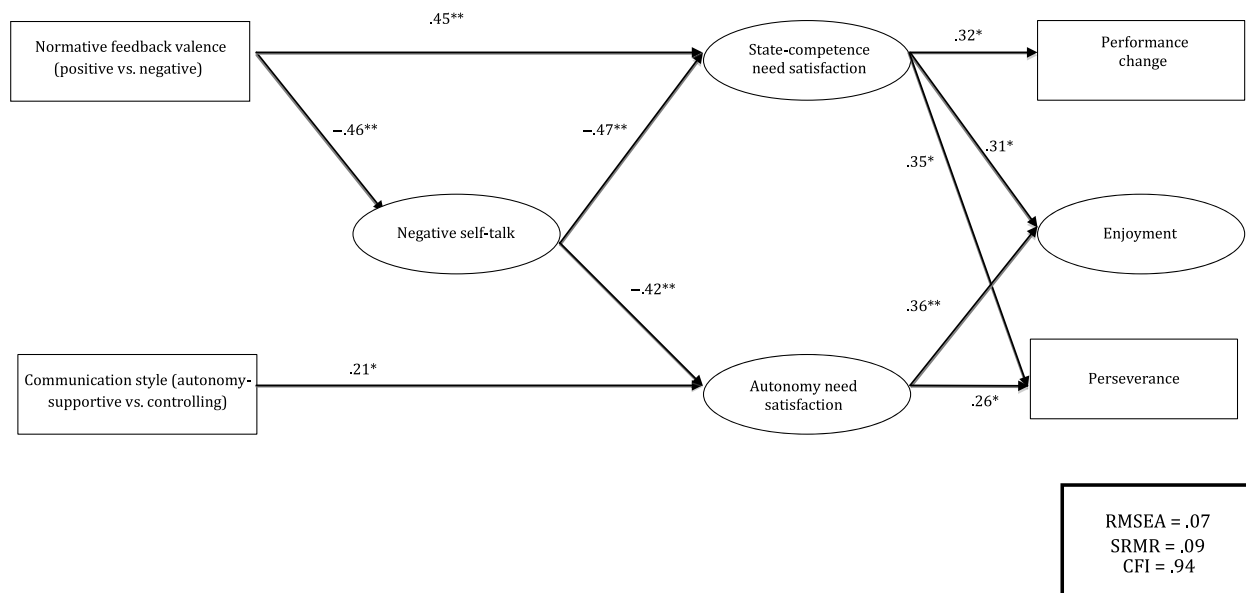 .45**
Normative feedback valence
(positive vs. negative)
State-competence
need satisfaction
.32*
Performance
change
−.46**
−.47**
.31*
.35*
Negative self-talk
Enjoyment
−.42**
.36**
Communication style (autonomy-
supportive vs. controlling)
.21*
Autonomy need
satisfaction
.26*
Perseverance
RMSEA = .07
SRMR = .09
CFI = .94